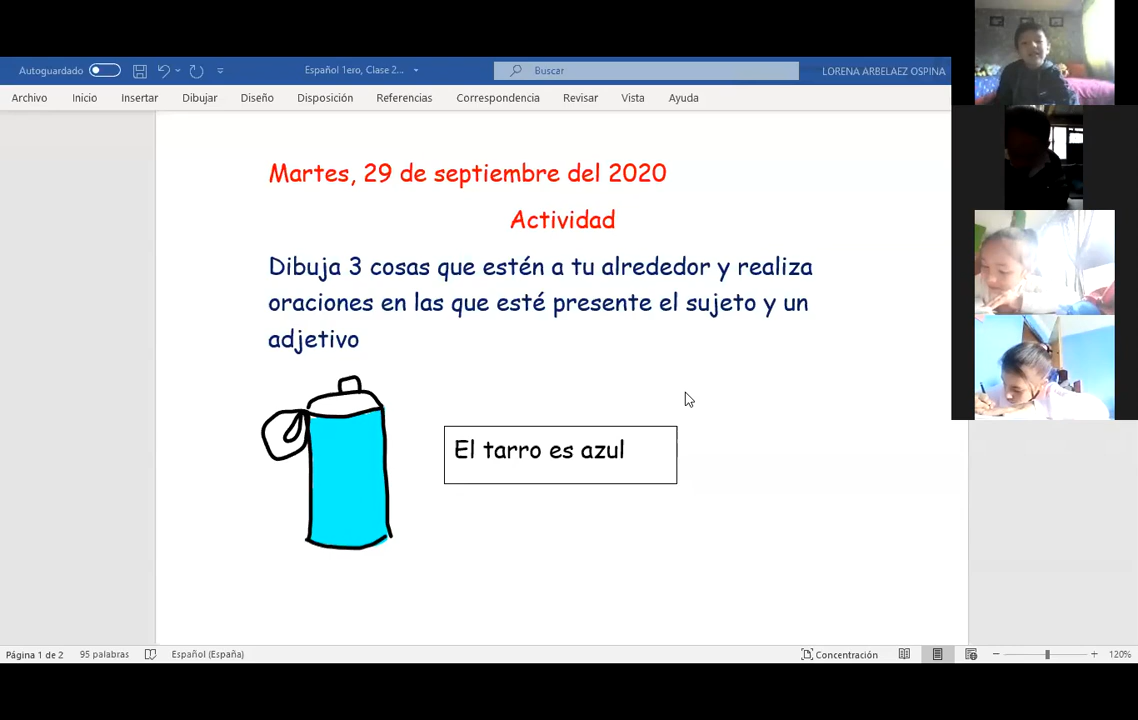 Autoguardado
Español 1ero, Clase 2...
Buscar
LORENA ARBELAEZ OSPINA
Archivo Inicio Insertar Dibujar Diseño Disposición Referencias Correspondencia Revisar Vista Ayuda
Martes, 29 de septiembre del 2020
Actividad
Dibuja 3 cosas que estén a tu alrededor y realiza
oraciones en las que esté presente el sujeto y un
adjetivo
El tarro es azul
Página 1 de 2 95 palabras Español (España) Concentración 120%